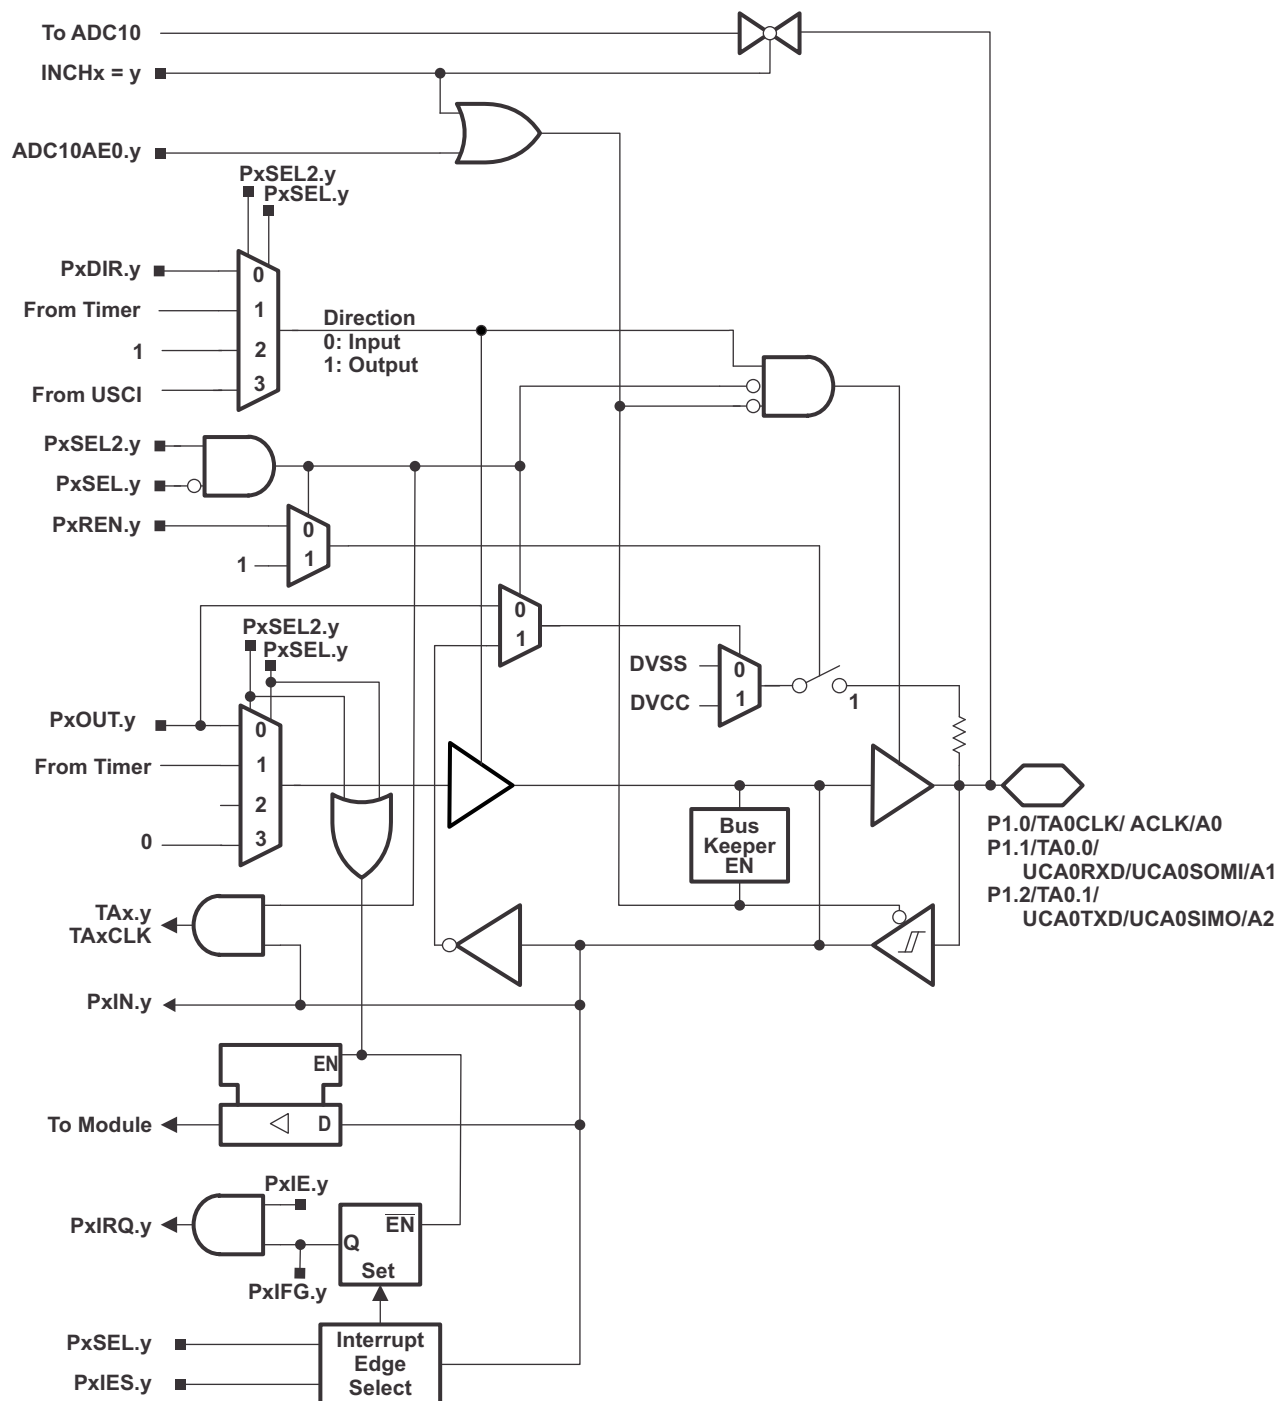 To ADC10
INCHx = y
ADC10AE0.y
PxSEL2.y
PxSEL.y
PxDIR.y
0
From Timer
1
Direction
0: Input
1: Output
1
2
From USCI
3
PxSEL2.y
PxSEL.y
PxREN.y
0
1
1
0
1
PxSEL2.y
PxSEL.y
DVSS
0
DVCC
1
1
PxOUT.y
0
From Timer
1
2
0
3
Bus
Keeper
EN
P1.0/TA0CLK/ ACLK/A0
P1.1/TA0.0/
UCA0RXD/UCA0SOMI/A1
P1.2/TA0.1/
UCA0TXD/UCA0SIMO/A2
TAx.y
TAxCLK
PxIN.y
EN
To Module
D
PxIE.y
PxIRQ.y
EN
Q
Set
PxIFG.y
PxSEL.y
PxIES.y
Interrupt
Edge
Select